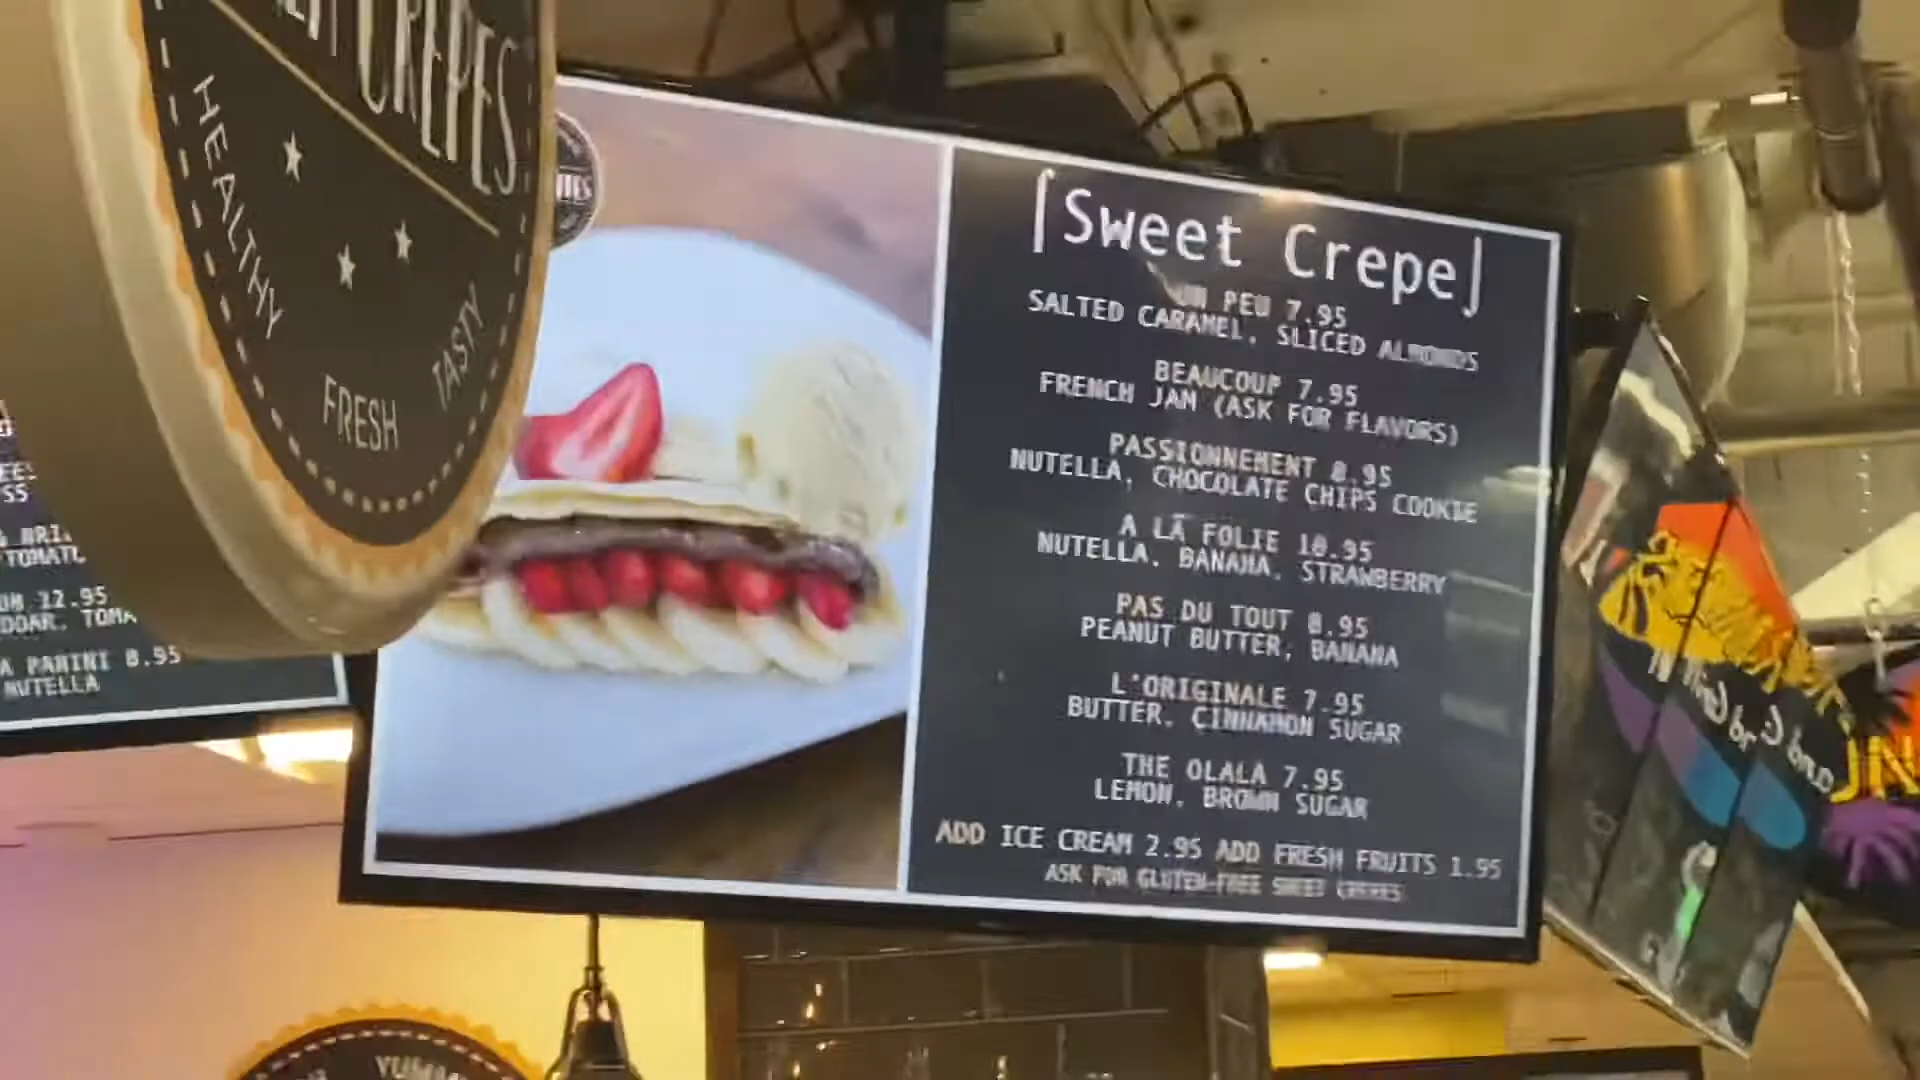 CREPES
HEALTHY
FRESH
TASTY
12.95
TOMA
PANINI 8.95
NUTELLA
Sweet Crepe
UN PEU 7.95
SALTED CARAMEL, SLICED ALMONDS
BEAUCOUP 7.95
FRENCH JAM (ASK FOR FLAVORS)
PASSIONNEMENT 8.95
NUTELLA, CHOCOLATE CHIPS COOKIE
A LA FOLIE 10.95
NUTELLA, BANANA, STRAWBERRY
PAS DU TOUT 8.95
PEANUT BUTTER, BANANA
L'ORIGINALE 7.95
BUTTER, CINNAMON SUGAR
THE OLALA 7.95
LEMON, BROWN SUGAR
ADD ICE CREAM 2.95 ADD FRESH FRUITS 1.95
ASK FOR GLUTEN-FREE SWEET CREPES